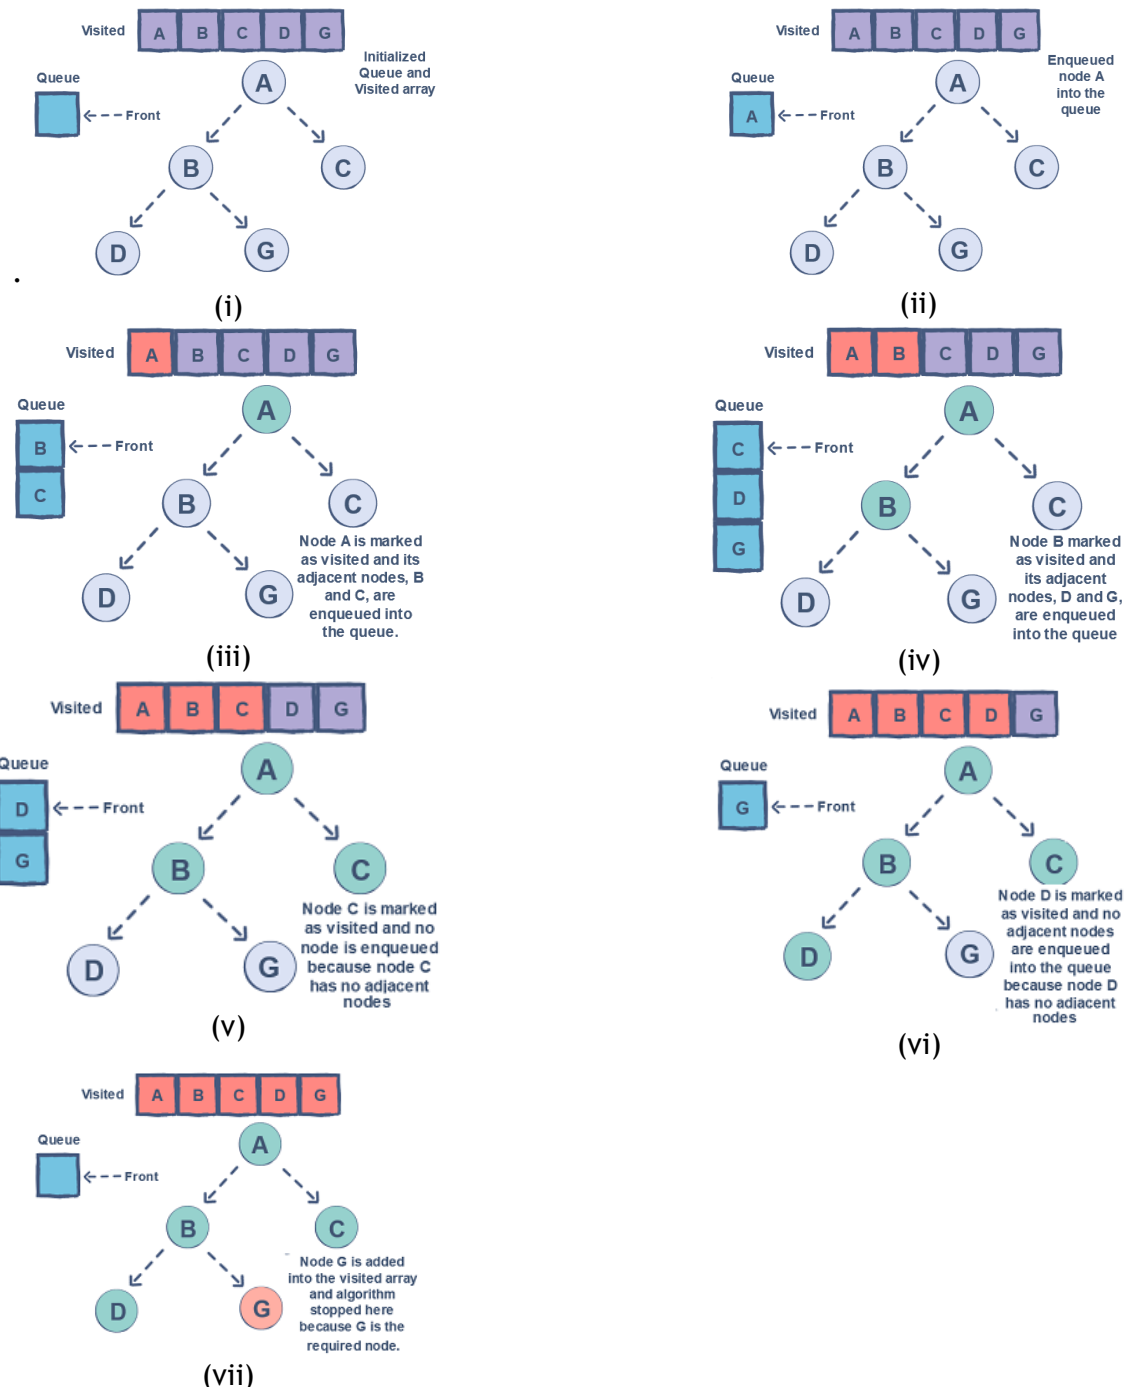 Visited A B C D G
Initialized
Queue and
Visited array
Queue
Front
A
B
C
D
G
(i)
Visited A B C D G
Enqueued
node A
into the
queue
Queue
A
Front
A
B
C
D
G
(ii)
Visited A B C D G
Queue
B
Front
C
A
B
C
D
G
Node A is marked
as visited and its
adjacent nodes, B
and C, are
enqueued into
the queue.
(iii)
Visited A B C D G
Queue
C
Front
D
G
A
B
C
D
G
Node B marked
as visited and
its adjacent
nodes, D and G,
are enqueued
into the queue
(iv)
Visited A B C D G
Queue
D
Front
G
A
B
C
D
G
Node C is marked
as visited and no
node is enqueued
because node C
has no adjacent
nodes
(v)
Visited A B C D G
Queue
G
Front
A
B
C
D
G
Node D is marked
as visited and no
adjacent nodes
are enqueued
into the queue
because node D
has no adjacent
nodes
(vi)
Visited A B C D G
Queue
Front
A
B
C
D
G
Node G is added
into the visited array
and algorithm
stopped here
because G is the
required node.
(vii)